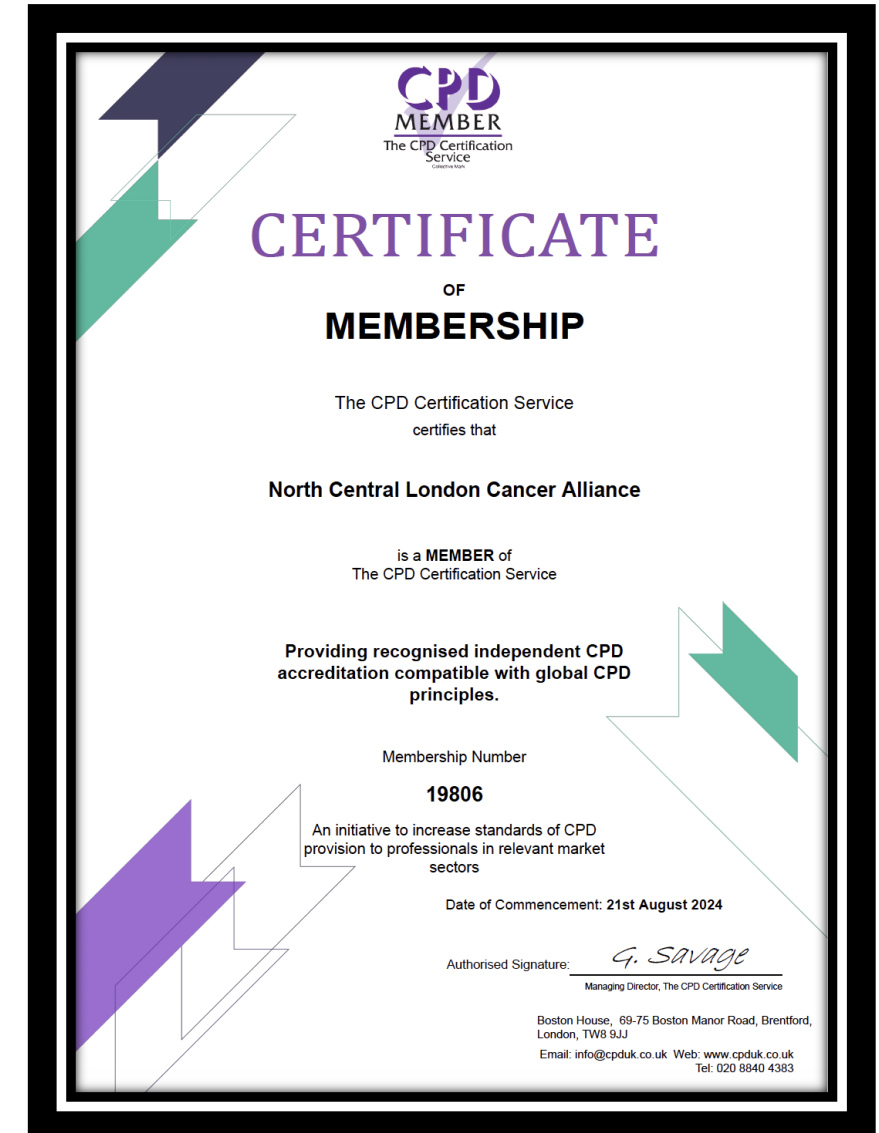 CPD
MEMBER
The CPD Certification
Service
Collective Mark
CERTIFICATE
OF
MEMBERSHIP
The CPD Certification Service
certifies that
North Central London Cancer Alliance
is a MEMBER of
The CPD Certification Service
Providing recognised independent CPD
accreditation compatible with global CPD
principles.
Membership Number
19806
An initiative to increase standards of CPD
provision to professionals in relevant market
sectors
Date of Commencement: 21st August 2024
Authorised Signature: G. Savage
Managing Director, The CPD Certification Service
Boston House, 69-75 Boston Manor Road, Brentford,
London, TW8 9JJ
Email: info@cpduk.co.uk Web: www.cpduk.co.uk
Tel: 020 8840 4383